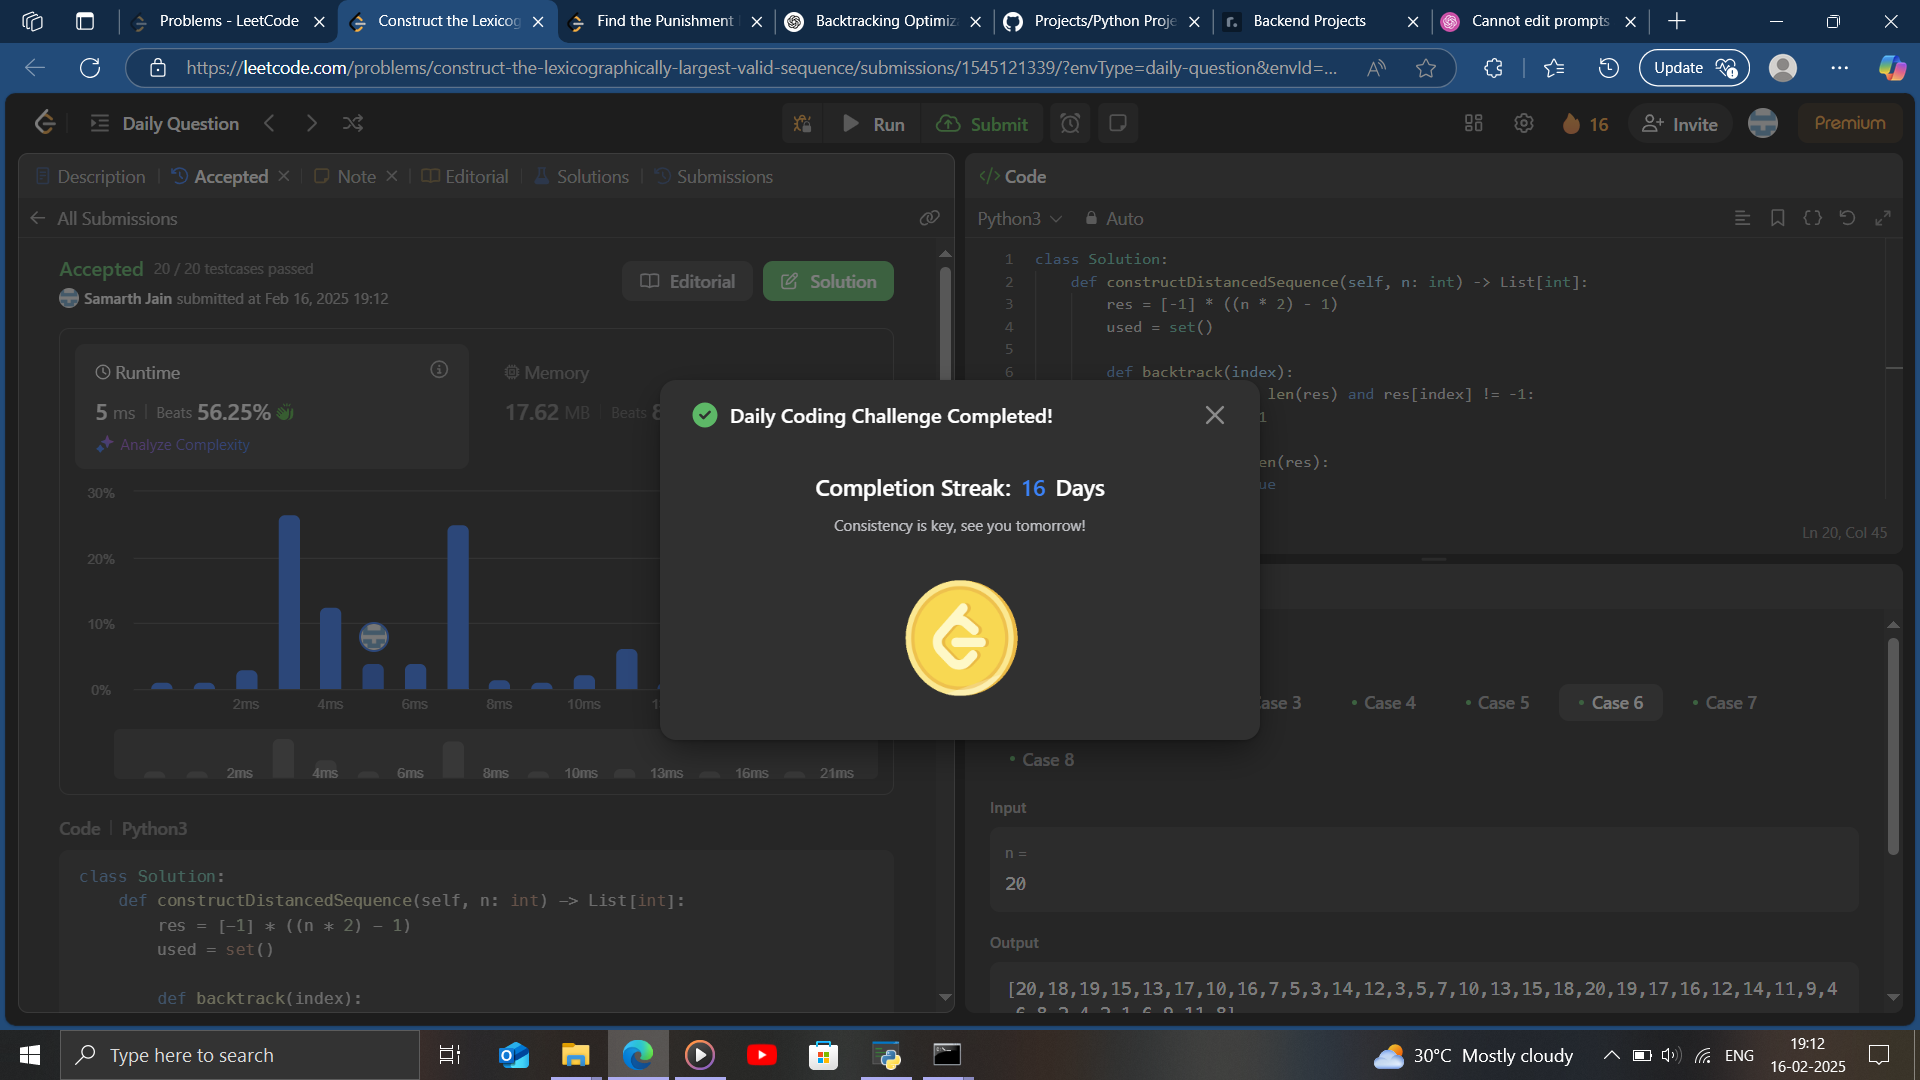 Problems - LeetCode
Construct the Lexicog
Find the Punishment
Backtracking Optimiz
Projects/Python Proje
Backend Projects
Cannot edit prompts
https://leetcode.com/problems/construct-the-lexicographically-largest-valid-sequence/submissions/1545121339/?envType=daily-question&envId=...
Update
Daily Question
Run
Submit
16
Invite
Premium
Description
Accepted
Note
Editorial
Solutions
Submissions
</> Code
All Submissions
Python3
Auto
Accepted 20 / 20 testcases passed
Samarth Jain submitted at Feb 16, 2025 19:12
Editorial
Solution
Runtime
5 ms | Beats 56.25%
Analyze Complexity
Memory
17.62 MB | Beats 8
30%
20%
10%
0%
2ms 4ms 6ms 8ms 10ms 1
2ms 4ms 6ms 8ms 10ms 13ms 16ms 21ms
Code | Python3
class Solution:
def constructDistancedSequence(self, n: int) -> List[int]:
res = [-1] * ((n * 2) - 1)
used = set()
def backtrack(index):
1 class Solution:
2 def constructDistancedSequence(self, n: int) -> List[int]:
3 res = [-1] * ((n * 2) - 1)
4 used = set()
5
6 def backtrack(index):
len(res) and res[index] != -1:
1
en(res):
ue
Ln 20, Col 45
Daily Coding Challenge Completed!
Completion Streak: 16 Days
Consistency is key, see you tomorrow!
ase 3
Case 4
Case 5
Case 6
Case 7
Case 8
Input
n =
20
Output
[20,18,19,15,13,17,10,16,7,5,3,14,12,3,5,7,10,13,15,18,20,19,17,16,12,14,11,9,4
,6,8,2,4,2,1,6,9,11,8]
Type here to search
30°C Mostly cloudy
ENG
19:12
16-02-2025